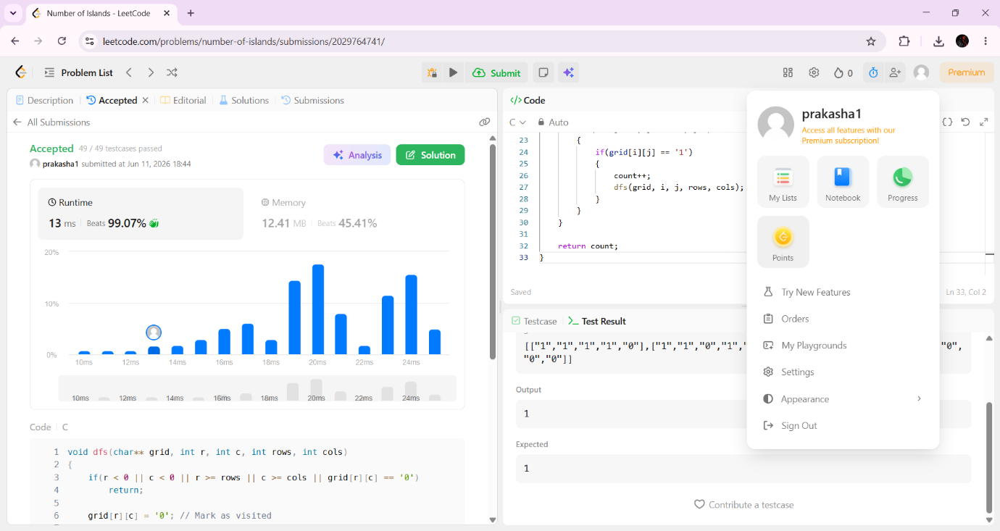 Number of Islands - LeetCode
leetcode.com/problems/number-of-islands/submissions/2029764741/
Problem List
Submit
0
Premium
Description
Accepted
Editorial
Solutions
Submissions
All Submissions
Accepted 49 / 49 testcases passed
prakasha1 submitted at Jun 11, 2026 18:44
Analysis
Solution
Runtime
13 ms Beats 99.07%
Memory
12.41 MB Beats 45.41%
20%
10%
0%
10ms 12ms 14ms 16ms 18ms 20ms 22ms 24ms
10ms 12ms 14ms 16ms 18ms 20ms 22ms 24ms
Code C
1 void dfs(char** grid, int r, int c, int rows, int cols)
2 {
3 if(r < 0 || c < 0 || r >= rows || c >= cols || grid[r][c] == '0')
4 return;
5
6 grid[r][c] = '0'; // Mark as visited
</> Code
C Auto
23 {
24 if(grid[i][j] == '1')
25 {
26 count++;
27 dfs(grid, i, j, rows, cols);
28 }
29 }
30 }
31
32 return count;
33 }
Saved
Ln 33, Col 2
Testcase
Test Result
[["1","1","1","1","0"],["1","1","0","1",
"0",
"0","0"]]
Output
1
Expected
1
Contribute a testcase
prakasha1
Access all features with our
Premium subscription!
My Lists
Notebook
Progress
Points
Try New Features
Orders
My Playgrounds
Settings
Appearance
Sign Out